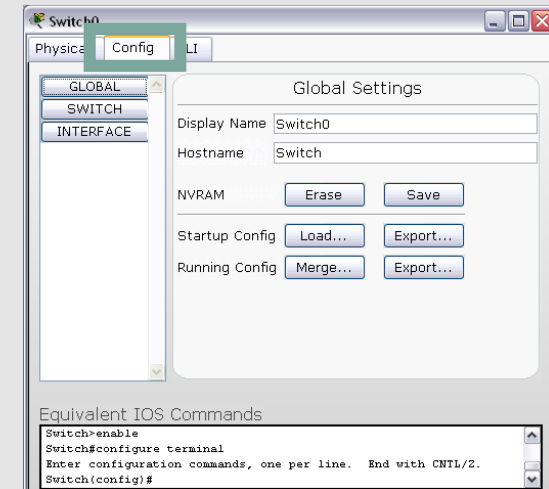 Switch0
Physica Config LI
GLOBAL
SWITCH
INTERFACE
Global Settings
Display Name Switch0
Hostname Switch
NVRAM Erase Save
Startup Config Load... Export...
Running Config Merge... Export...
Equivalent IOS Commands
Switch>enable
Switch#configure terminal
Enter configuration commands, one per line. End with CNTL/Z.
Switch(config)#